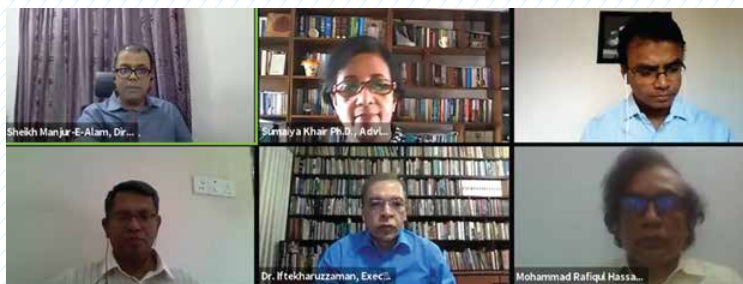 Sheikh Manjur-E-Alam, Dir...
Sumaiya Khair Ph.D., Advi...
Dr. Iftekharuzzaman, Exec...
Mohammad Rafiqul Hassa...